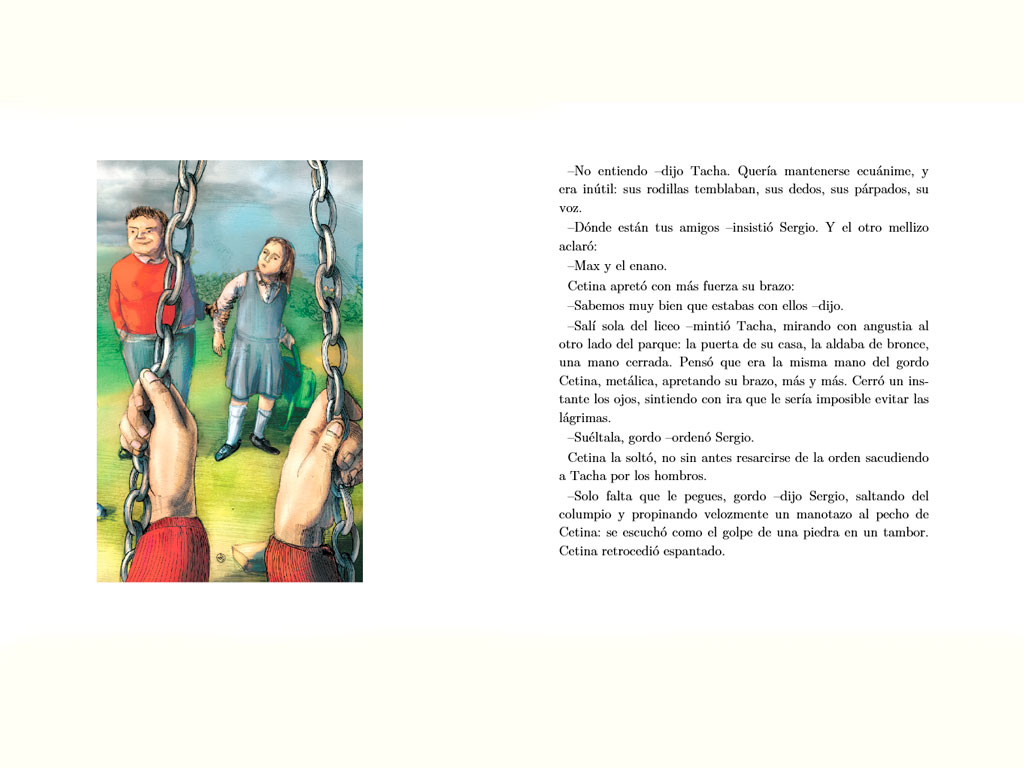 –No entiendo –dijo Tacha. Quería mantenerse ecuánime, y
era inútil: sus rodillas temblaban, sus dedos, sus párpados, su
voz.
–Dónde están tus amigos –insistió Sergio. Y el otro mellizo
aclaró:
–Max y el enano.
Cetina apretó con más fuerza su brazo:
–Sabemos muy bien que estabas con ellos –dijo.
–Salí sola del liceo –mintió Tacha, mirando con angustia al
otro lado del parque: la puerta de su casa, la aldaba de bronce,
una mano cerrada. Pensó que era la misma mano del gordo
Cetina, metálica, apretando su brazo, más y más. Cerró un ins-
tante los ojos, sintiendo con ira que le sería imposible evitar las
lágrimas.
–Suéltala, gordo –ordenó Sergio.
Cetina la soltó, no sin antes resarcirse de la orden sacudiendo
a Tacha por los hombros.
–Solo falta que le pegues, gordo –dijo Sergio, saltando del
columpio y propinando velozmente un manotazo al pecho de
Cetina: se escuchó como el golpe de una piedra en un tambor.
Cetina retrocedió espantado.